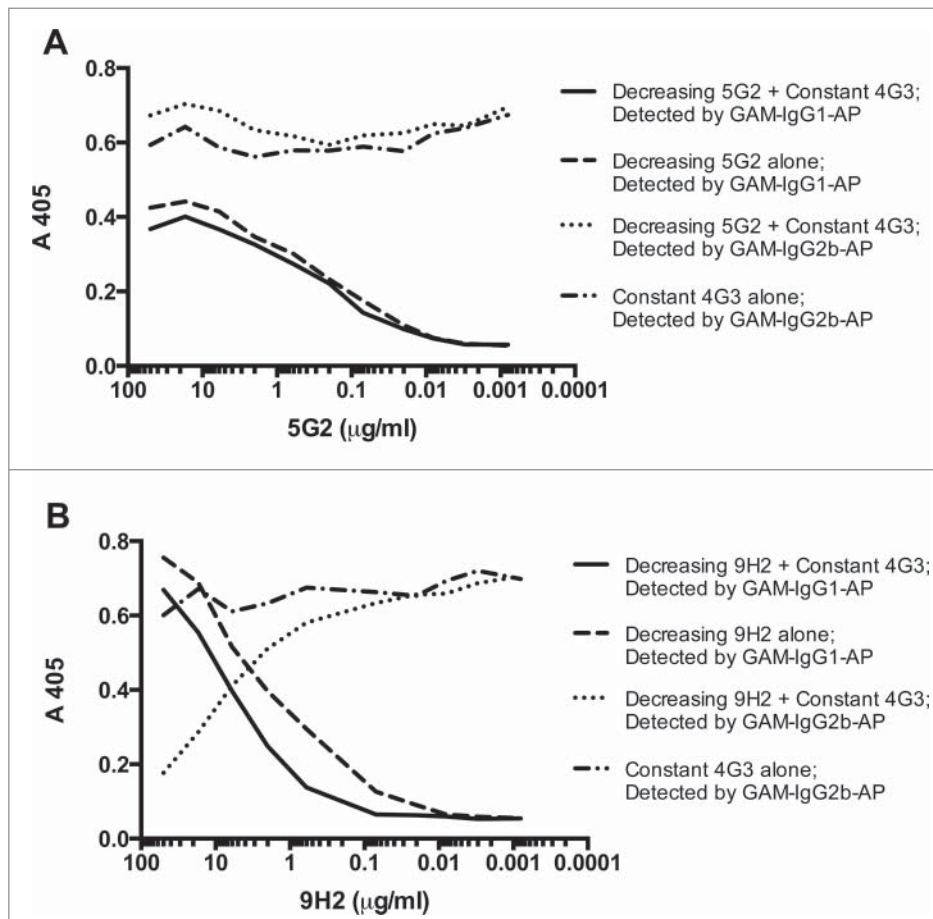 A
0.8
0.6
0.4
0.2
0.0
A 405
100
10
1
0.1
0.01
0.001
0.0001
5G2 (μg/ml)
Decreasing 5G2 + Constant 4G3;
Detected by GAM-IgG1-AP
Decreasing 5G2 alone;
Detected by GAM-IgG1-AP
Decreasing 5G2 + Constant 4G3;
Detected by GAM-IgG2b-AP
Constant 4G3 alone;
Detected by GAM-IgG2b-AP
B
0.8
0.6
0.4
0.2
0.0
A 405
100
10
1
0.1
0.01
0.001
0.0001
9H2 (μg/ml)
Decreasing 9H2 + Constant 4G3;
Detected by GAM-IgG1-AP
Decreasing 9H2 alone;
Detected by GAM-IgG1-AP
Decreasing 9H2 + Constant 4G3;
Detected by GAM-IgG2b-AP
Constant 4G3 alone;
Detected by GAM-IgG2b-AP